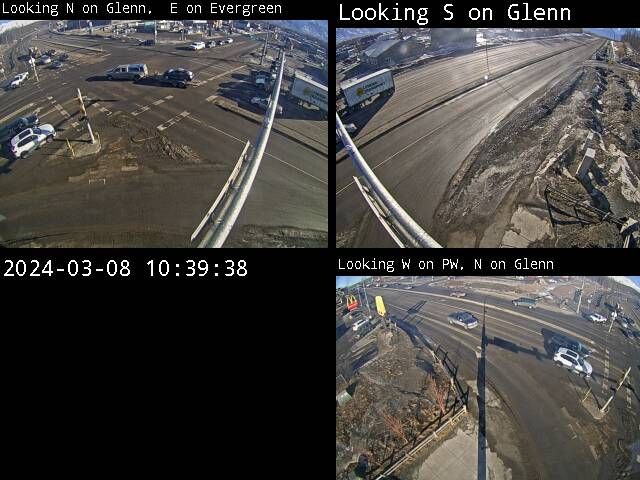 Looking N on Glenn, E on Evergreen
Looking S on Glenn
2024-03-08 10:39:38
Looking W on PW, N on Glenn